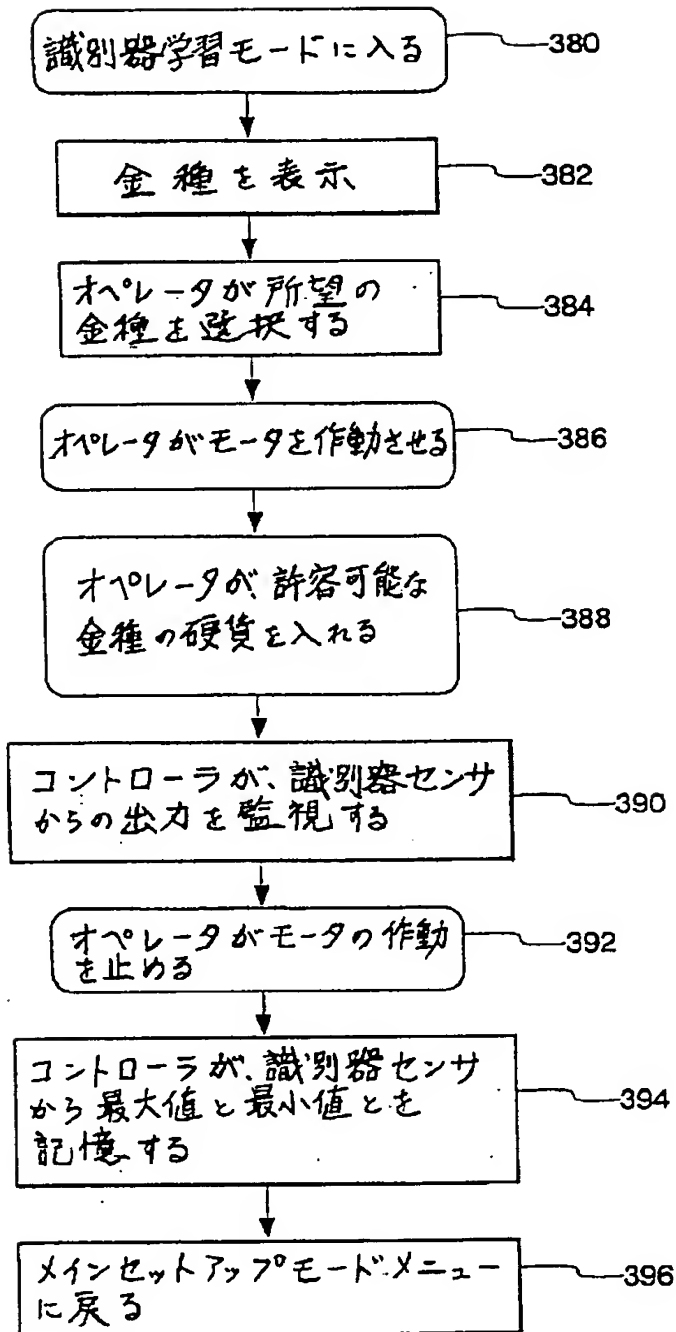 識別器学習モードに入る
380
金種を表示
382
オペレータが所望の
金種を選択する
384
オペレータがモータを作動させる
386
オペレータが、許容可能な
金種の硬貨を入れる
388
コントローラが、識別器センサ
からの出力を監視する
390
オペレータがモータの作動
を止める
392
コントローラが、識別器センサ
から最大値と最小値とを
記憶する
394
メインセットアップモードメニュー
に戻る
396